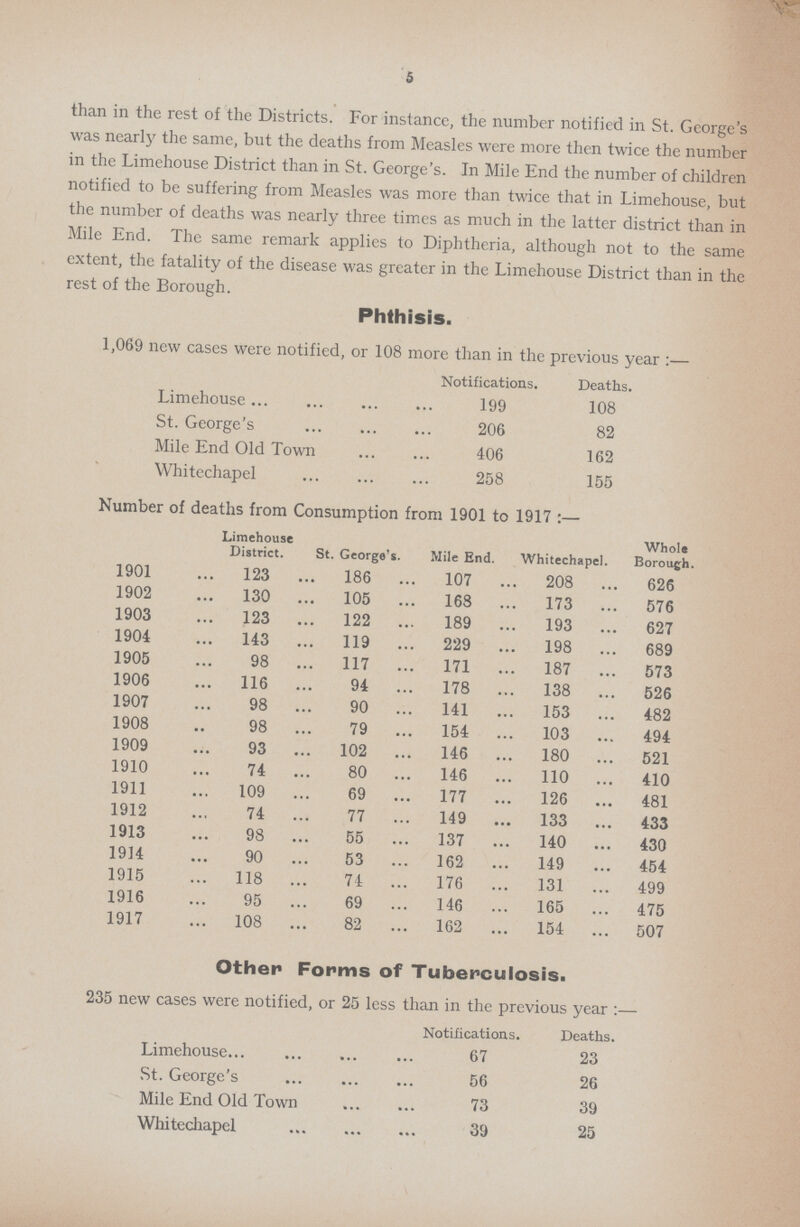 5
than in the rest of the Districts. For instance, the number notified in St. George's
was nearly the same, but the deaths from Measles were more then twice the number
in the Limehouse District than in St. George's. In Mile End the number of children
notified to be suffering from Measles was more than twice that in Limehouse, but
the number of deaths was nearly three times as much in the latter district than in
Mile End. The same remark applies to Diphtheria, although not to the same
extent, the fatality of the disease was greater in the Limehouse District than in the
rest of the Borough.
Phthisis.
1,069 new cases were notified, or 108 more than in the previous year :—
Notifications. Deaths.
Limehouse ... ... ... ... 199 108
St. George's ... ... ... 206 82
Mile End Old Town ... ... 406 162
Whitechapel ... ... ... 258 155
Number of deaths from Consumption from 1901 to 1917 :—
Limehouse District. St. George's. Mile End. Whitechapel. Whole Borough.
1901 ... 123 ... 186 ... 107 ... 208 ... 626
1902 ... 130 ... 105 ... 168 ... 173 ... 576
1903 ... 123 ... 122 ... 189 ... 193 ... 627
1904 ... 143 ... 119 ... 229 ... 198 ... 689
1905 ... 98 ... 117 ... 171 ... 187 ... 573
1906 ... 116 ... 94 ... 178 ... 138 ... 526
1907 ... 98 ... 90 ... 141 ... 153 ... 482
1908 .. 98 ... 79 ... 154 ... 103 ... 494
1909 ... 93 ... 102 ... 146 ... 180 ... 521
1910 ... 74 ... 80 ... 146 ... 110 ... 410
1911 ... 109 ... 69 ... 177 ... 126 ... 481
1912 ... 74 ... 77 ... 149 ... 133 ... 433
1913 ... 98 ... 55 ... 137 ... 140 ... 430
1914 ... 90 ... 53 ... 162 ... 149 ... 454
1915 ... 118 ... 74 ... 176 ... 131 ... 499
1916 ... 95 ... 69 ... 146 ... 165 ... 475
1917 ... 108 ... 82 ... 162 ... 154 ... 507
Other Forms of Tuberculosis.
235 new cases were notified, or 25 less than in the previous year :—
Notifications. Deaths.
Limehouse... ... ... ... 67 23
St. George's ... ... ... 56 26
Mile End Old Town ... ... 73 39
Whitechapel ... ... ... 39 25